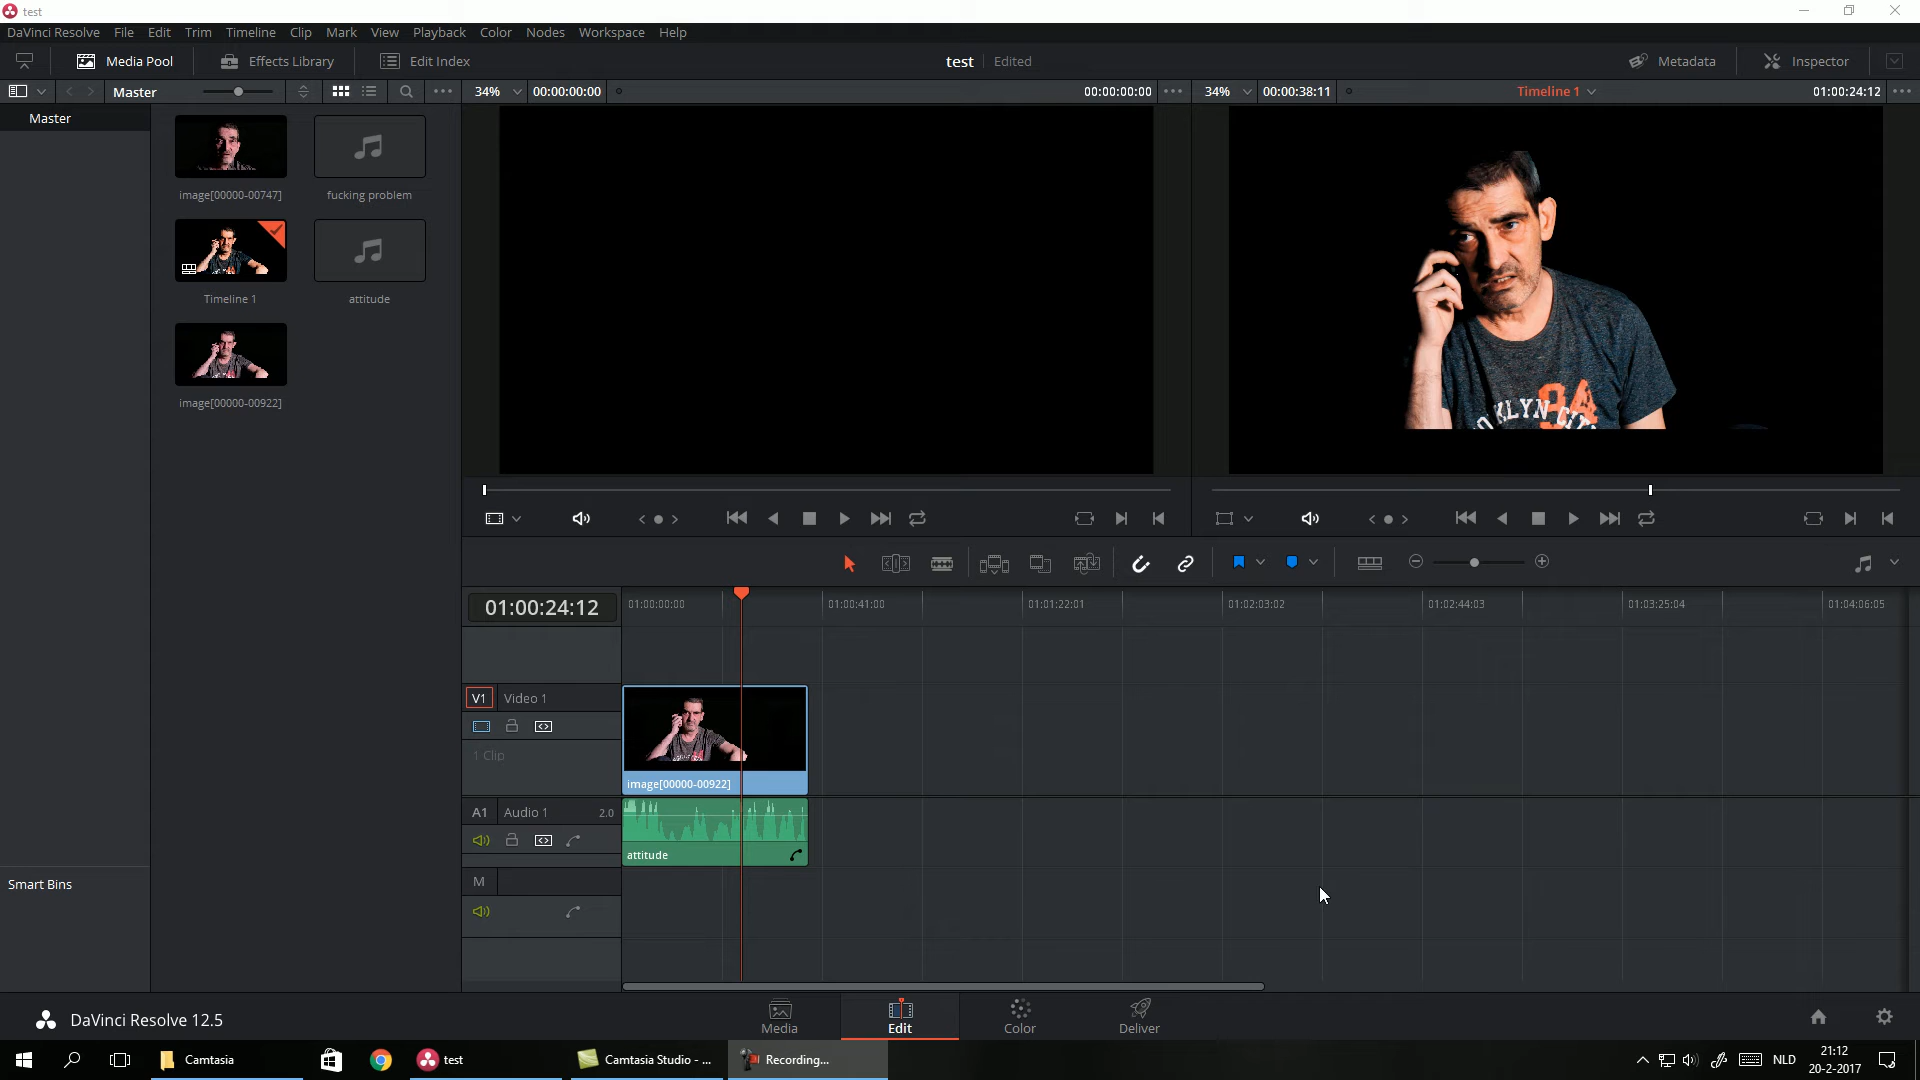 test
DaVinci Resolve File Edit Trim Timeline Clip Mark View Playback Color Nodes Workspace Help
Media Pool Effects Library Edit Index test Edited Metadata Inspector
Master 34% 00:00:00:00 00:00:00:00 34% 00:00:38:11 Timeline 1 01:00:24:12
Master
image[00000-00747] fucking problem
Timeline 1 attitude
image[00000-00922]
84
OKLYN CIT
01:00:24:12 01:00:00:00 01:00:41:00 01:01:22:01 01:02:03:02 01:02:44:03 01:03:25:04 01:04:06:05
V1 Video 1
1 Clip
image[00000-00922]
A1 Audio 1 2.0
attitude
M
Smart Bins
DaVinci Resolve 12.5
Media Edit Color Deliver
Camtasia test Camtasia Studio - ... Recording... NLD 21:12
20-2-2017